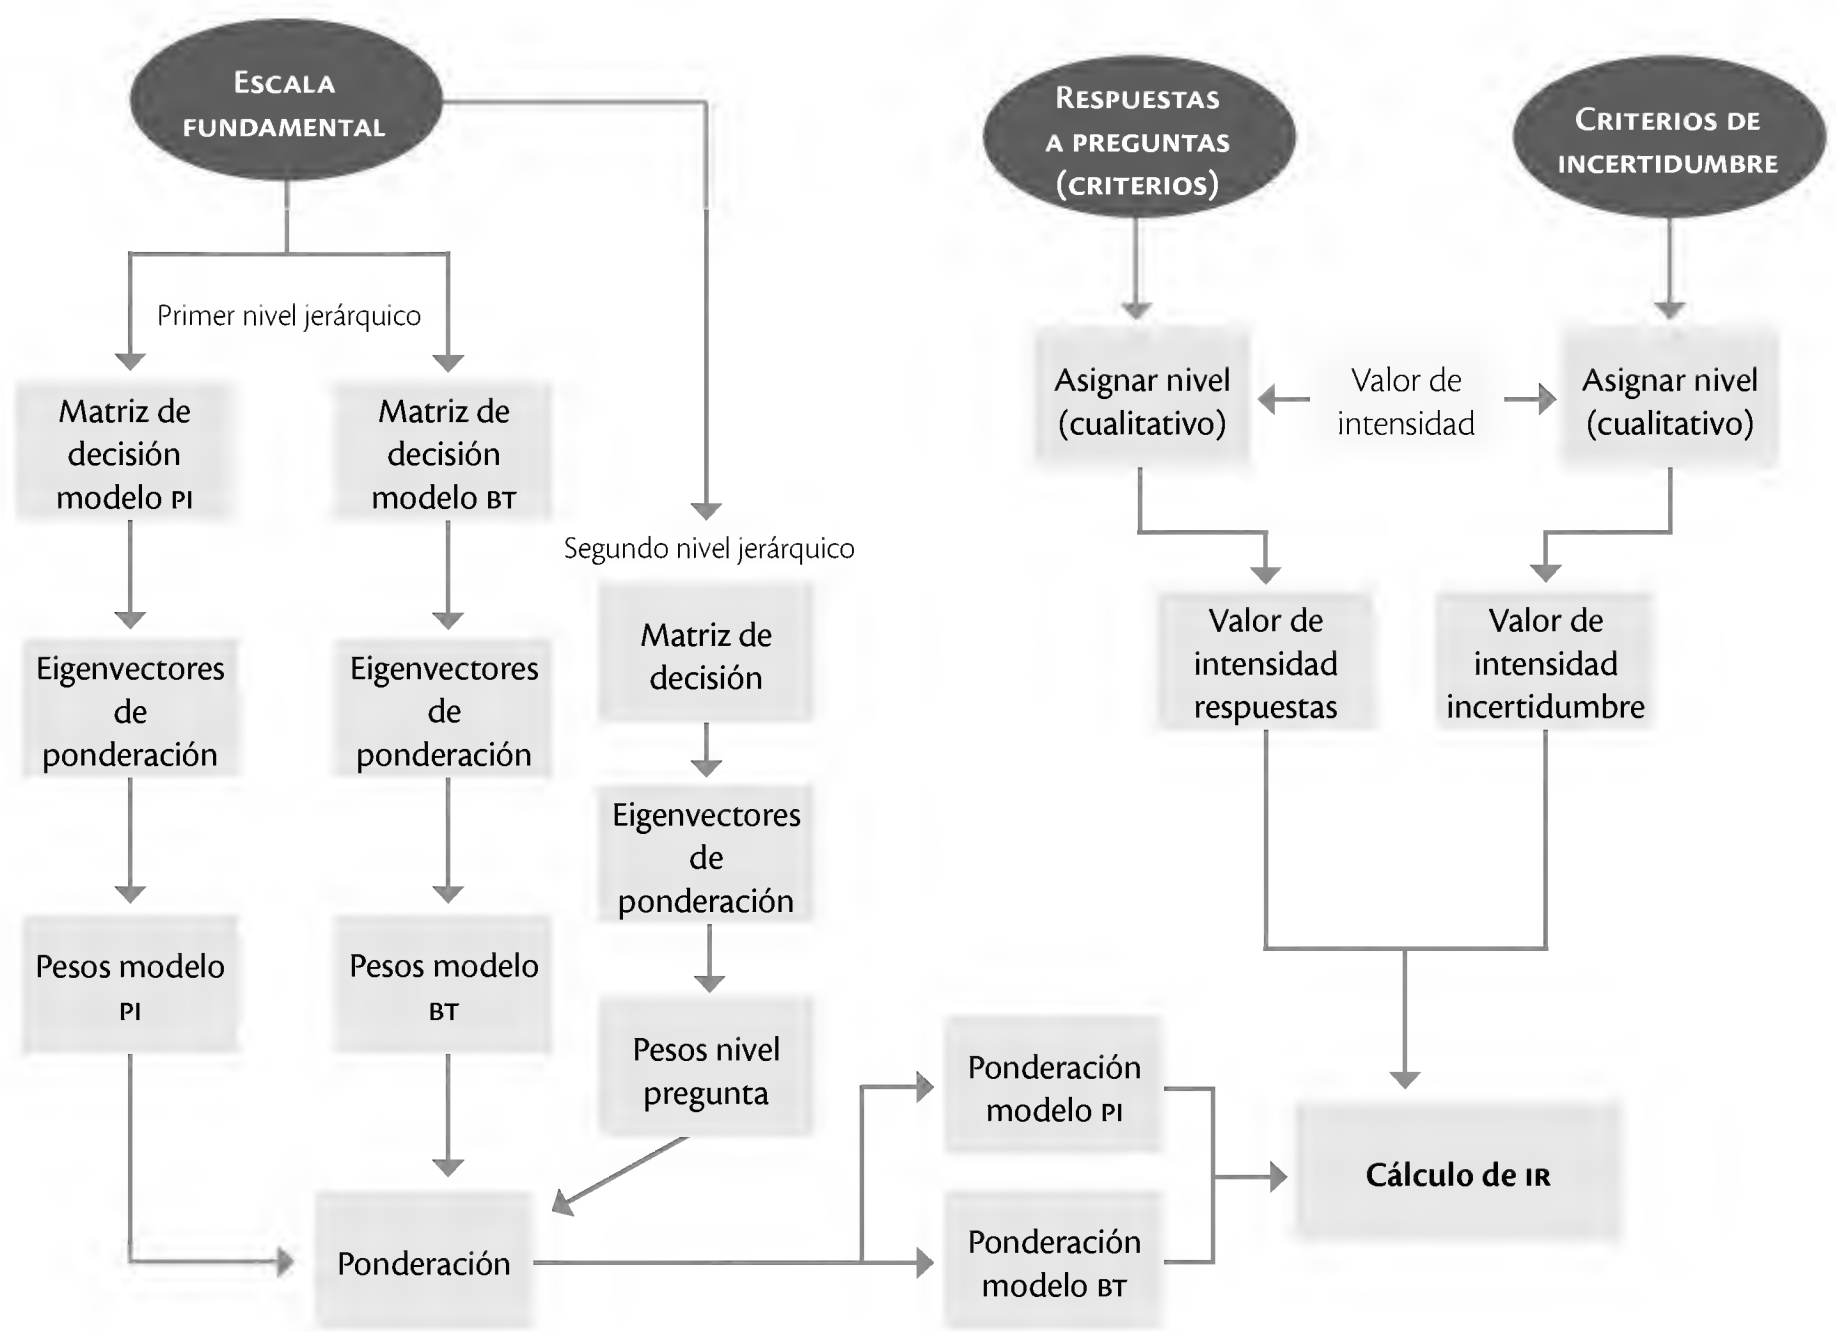 ESCALA
FUNDAMENTAL
RESPUESTAS
A PREGUNTAS
(CRITERIOS)
CRITERIOS DE
INCERTIDUMBRE
Primer nivel jerárquico
Matriz de
decisión
modelo PI
Matriz de
decisión
modelo BT
Asignar nivel
(cualitativo)
Valor de
intensidad
Asignar nivel
(cualitativo)
Segundo nivel jerárquico
Matriz de
decisión
Valor de
intensidad
respuestas
Valor de
intensidad
incertidumbre
Eigenvectores
de
ponderación
Eigenvectores
de
ponderación
Eigenvectores
de
ponderación
Pesos modelo
PI
Pesos modelo
BT
Pesos nivel
pregunta
Ponderación
Ponderación
modelo PI
Ponderación
modelo BT
Cálculo de IR